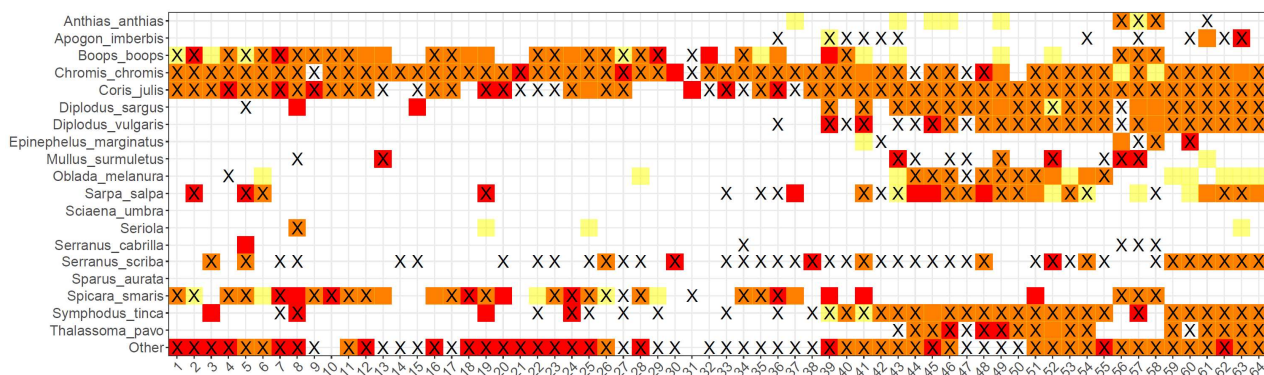 Anthias_anthias
Apogon_imberbis
Boops_boops
Chromis_chromis
Coris_julis
Diplodus_sargus
Diplodus_vulgaris
Epinephelus_marginatus
Mullus_surmuletus
Oblada_melanura
Sarpa_salpa
Sciaena_umbra
Seriola
Serranus_cabrilla
Serranus_scriba
Sparus_aurata
Spicara_smaris
Symphodus_tinca
Thalassoma_pavo
Other
1 2 3 4 5 6 7 8 9 10 11 12 13 14 15 16 17 18 19 20 21 22 23 24 25 26 27 28 29 30 31 32 33 34 35 36 37 38 39 40 41 42 43 44 45 46 47 48 49 50 51 52 53 54 55 56 57 58 59 60 61 62 63 64